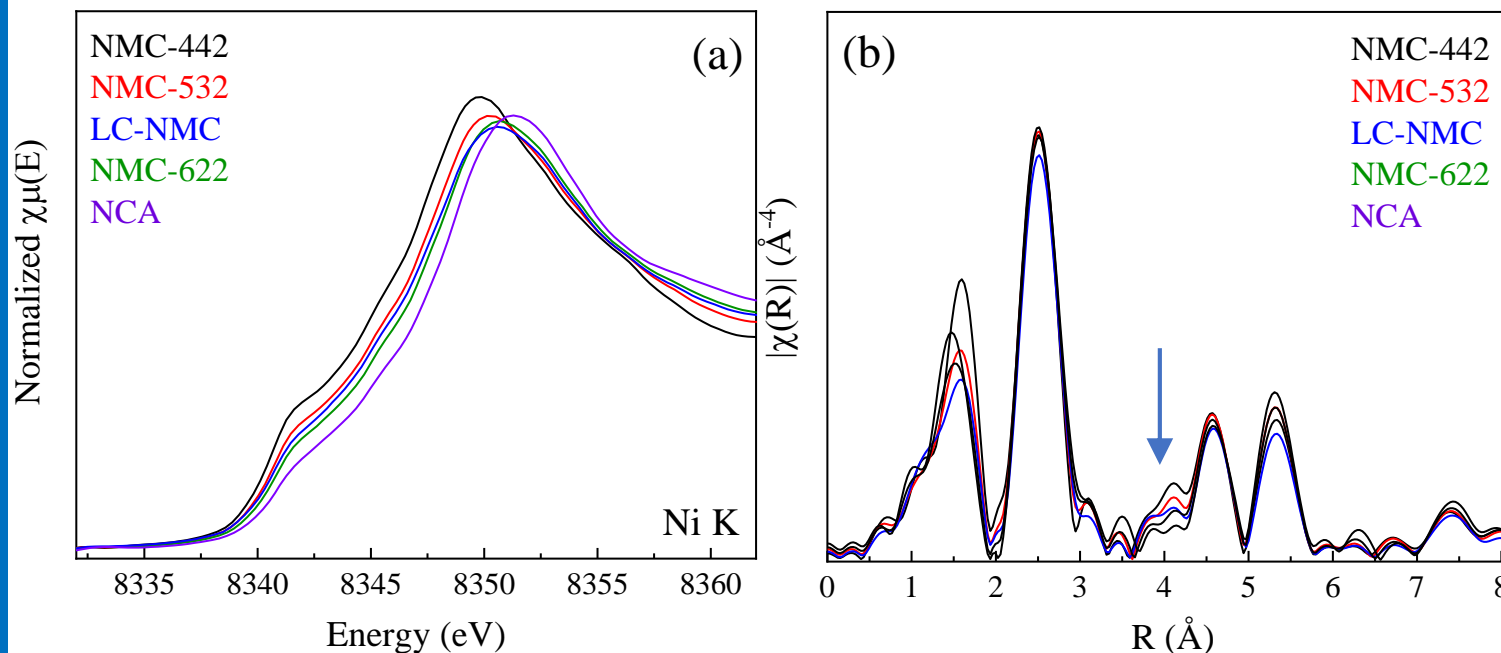 (a)
NMC-442
NMC-532
LC-NMC
NMC-622
NCA
Ni K
Normalized χμ(E)
8335 8340 8345 8350 8355 8360
Energy (eV)
(b)
NMC-442
NMC-532
LC-NMC
NMC-622
NCA
|χ(R)| (Å-4)
0 1 2 3 4 5 6 7 8
R (Å)